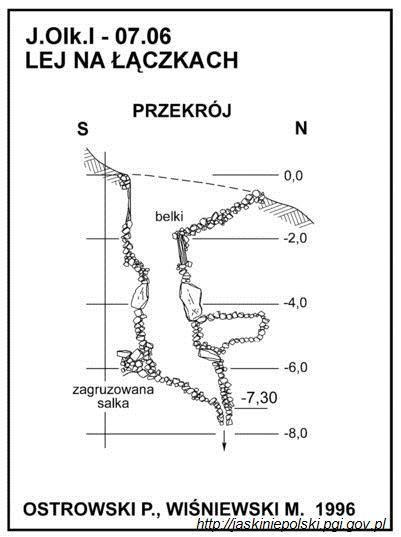 J.Olk.I - 07.06
LEJ NA ŁĄCZKACH
PRZEKRÓJ
S
N
0,0
belki
-2,0
-4,0
-6,0
zagruzowana
salka
-7,30
-8,0
OSTROWSKI P., WIŚNIEWSKI M. 1996
http://jaskiniepolski.pgi.gov.pl